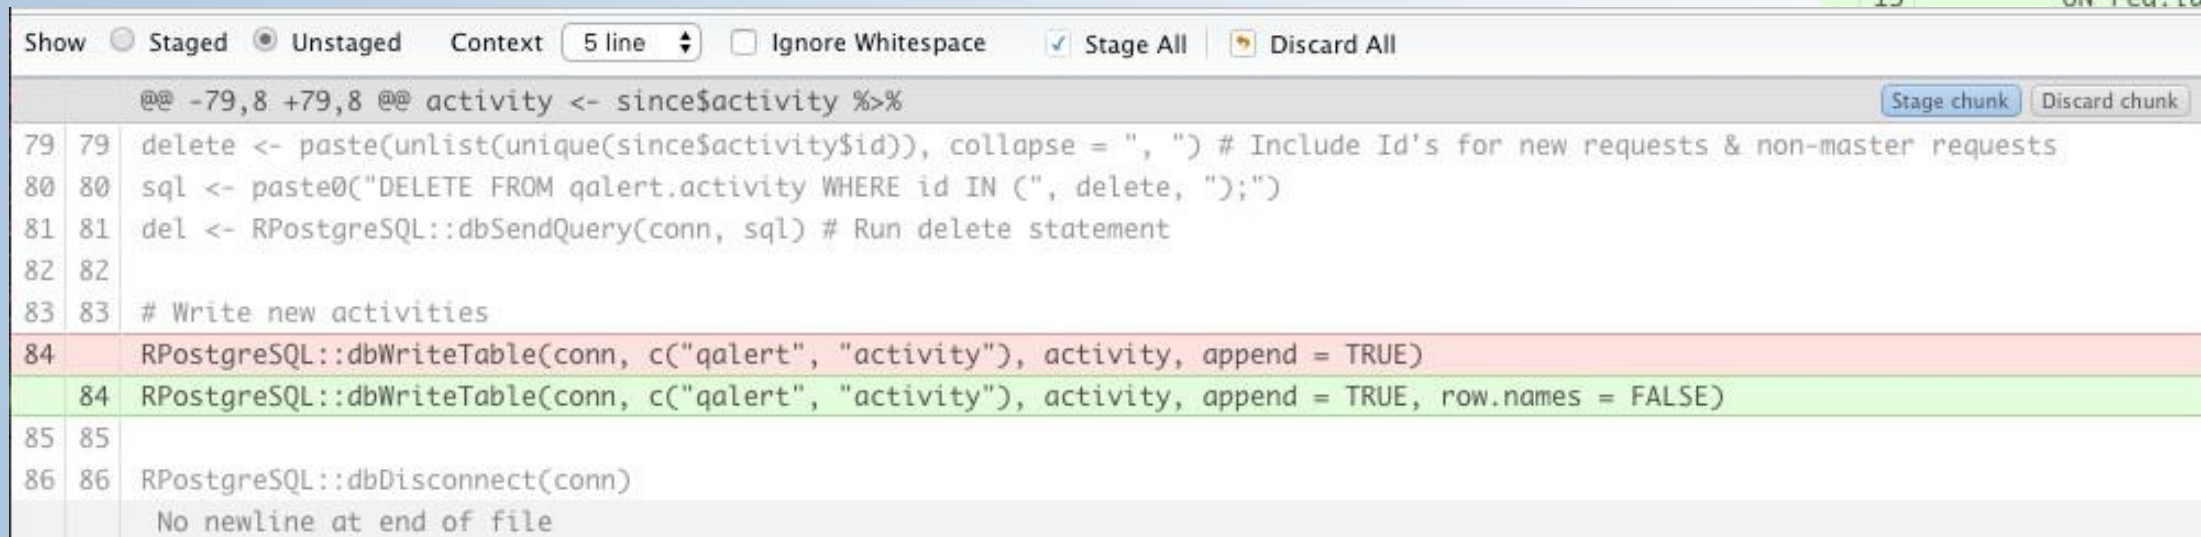 Show Staged Unstaged Context 5 line Ignore Whitespace Stage All Discard All
@@ -79,8 +79,8 @@ activity <- since$activity %>% Stage chunk Discard chunk
79 79 delete <- paste(unlist(unique(since$activity$id)), collapse = ", ") # Include Id's for new requests & non-master requests
80 80 sql <- paste0("DELETE FROM qalert.activity WHERE id IN (", delete, ");")
81 81 del <- RPostgreSQL::dbSendQuery(conn, sql) # Run delete statement
82 82
83 83 # Write new activities
84 RPostgreSQL::dbWriteTable(conn, c("qalert", "activity"), activity, append = TRUE)
84 RPostgreSQL::dbWriteTable(conn, c("qalert", "activity"), activity, append = TRUE, row.names = FALSE)
85 85
86 86 RPostgreSQL::dbDisconnect(conn)
No newline at end of file